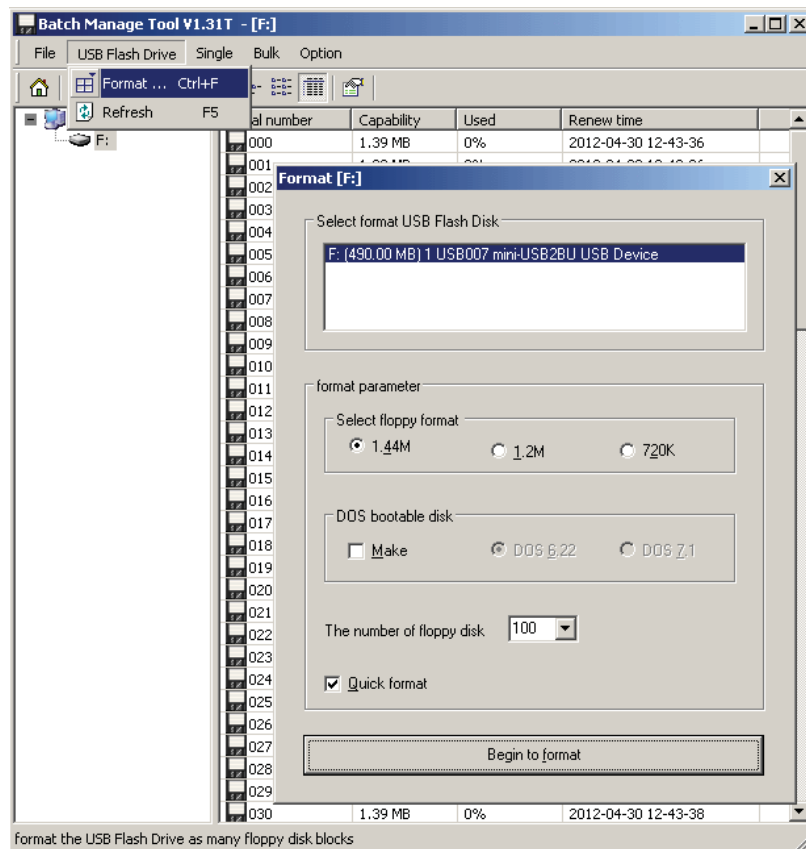 Batch Manage Tool V1.31T - [F:]
File USB Flash Drive Single Bulk Option
Format ... Ctrl+F
Refresh F5
F:
al number Capability Used Renew time
000 1.39 MB 0% 2012-04-30 12-43-36
001
002
003
004
005
006
007
008
009
010
011
012
013
014
015
016
017
018
019
020
021
022
023
024
025
026
027
028
029
030 1.39 MB 0% 2012-04-30 12-43-38
Format [F:]
Select format USB Flash Disk
F: (490.00 MB) 1 USB007 mini-USB2BU USB Device
format parameter
Select floppy format
1.44M 1.2M 720K
DOS bootable disk
Make DOS 6.22 DOS 7.1
The number of floppy disk 100
Quick format
Begin to format
format the USB Flash Drive as many floppy disk blocks